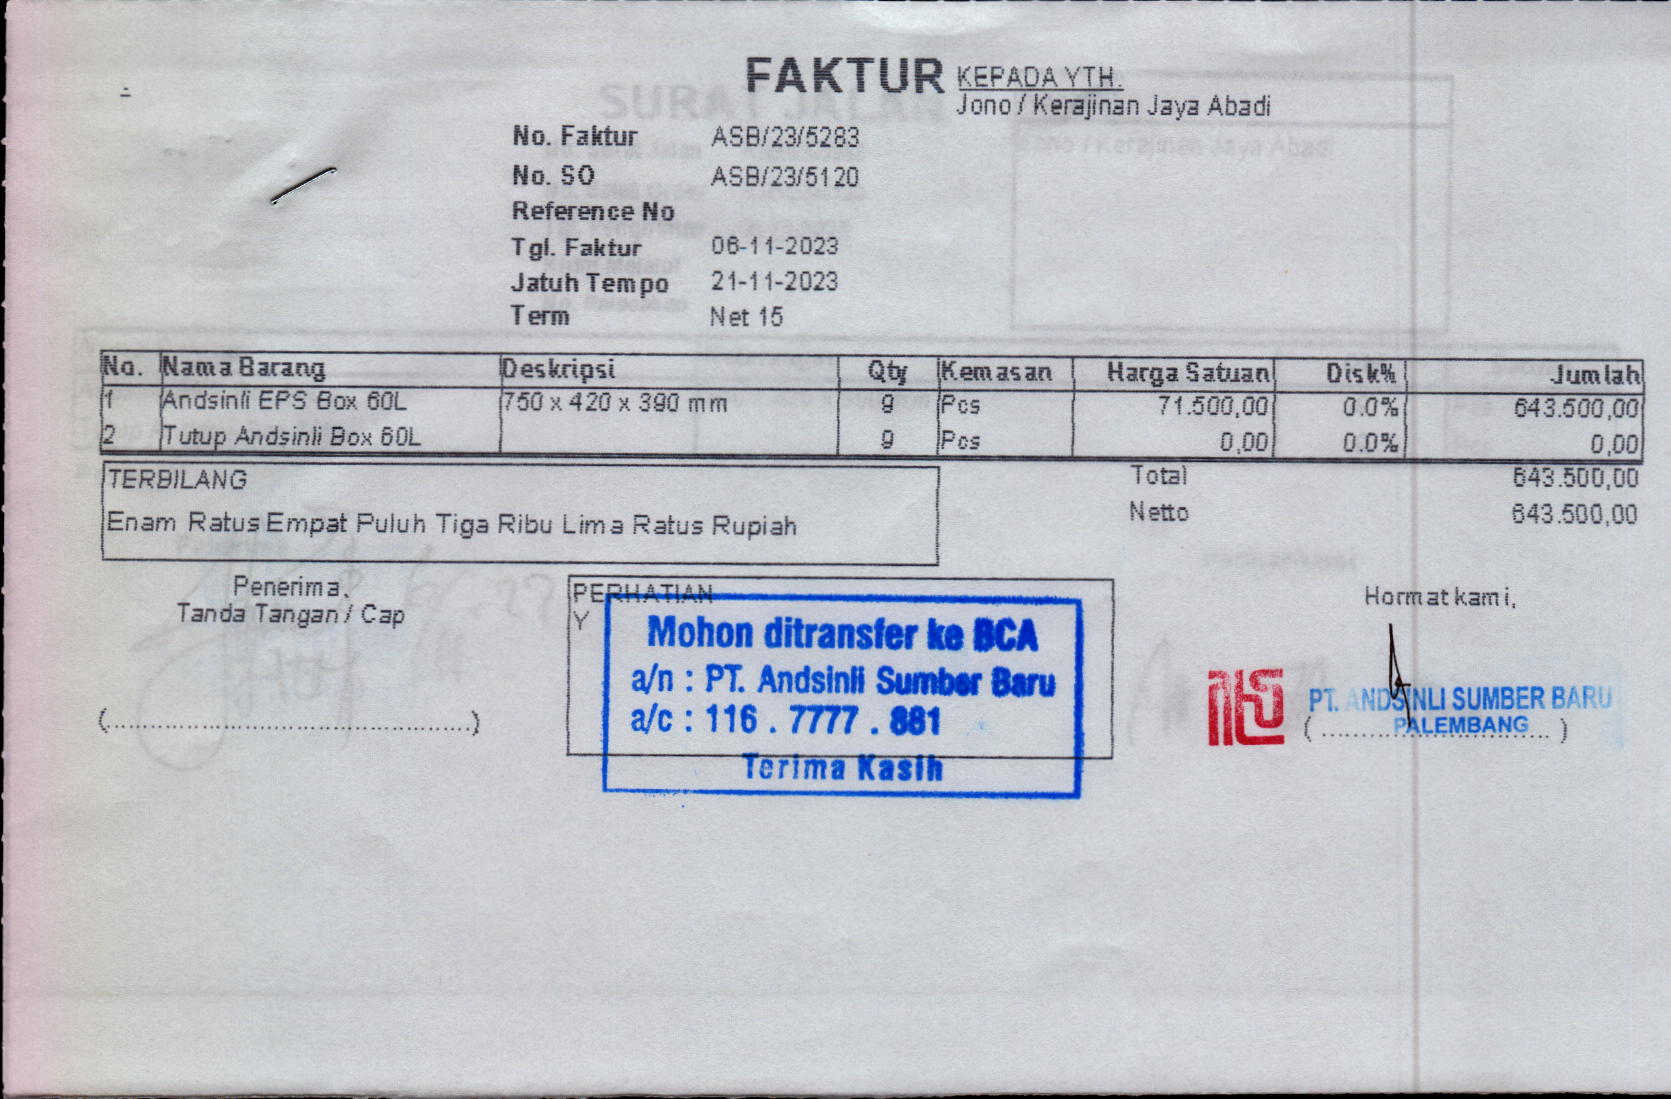 FAKTUR
KEPADA YTH.
Jono / Kerajinan Jaya Abadi
No. Faktur ASB/23/5283
No. SO ASB/23/5120
Reference No
Tgl. Faktur 06-11-2023
Jatuh Tempo 21-11-2023
Term Net 15
No. Nama Barang Deskripsi Qty Kemasan Harga Satuan Disk% Jumlah
1 Andsinli EPS Box 60L 750 x 420 x 390 mm 9 Pcs 71.500,00 0.0% 643.500,00
2 Tutup Andsinli Box 60L 9 Pcs 0,00 0.0% 0,00
TERBILANG
Enam Ratus Empat Puluh Tiga Ribu Lima Ratus Rupiah
Total 643.500,00
Netto 643.500,00
Penerima,
Tanda Tangan / Cap
(................................................)
PERHATIAN
Y
Mohon ditransfer ke BCA
a/n : PT. Andsinli Sumber Baru
a/c : 116 . 7777 . 881
Terima Kasih
Hormat kami,
PT. ANDSINLI SUMBER BARU
PALEMBANG
(..............................)